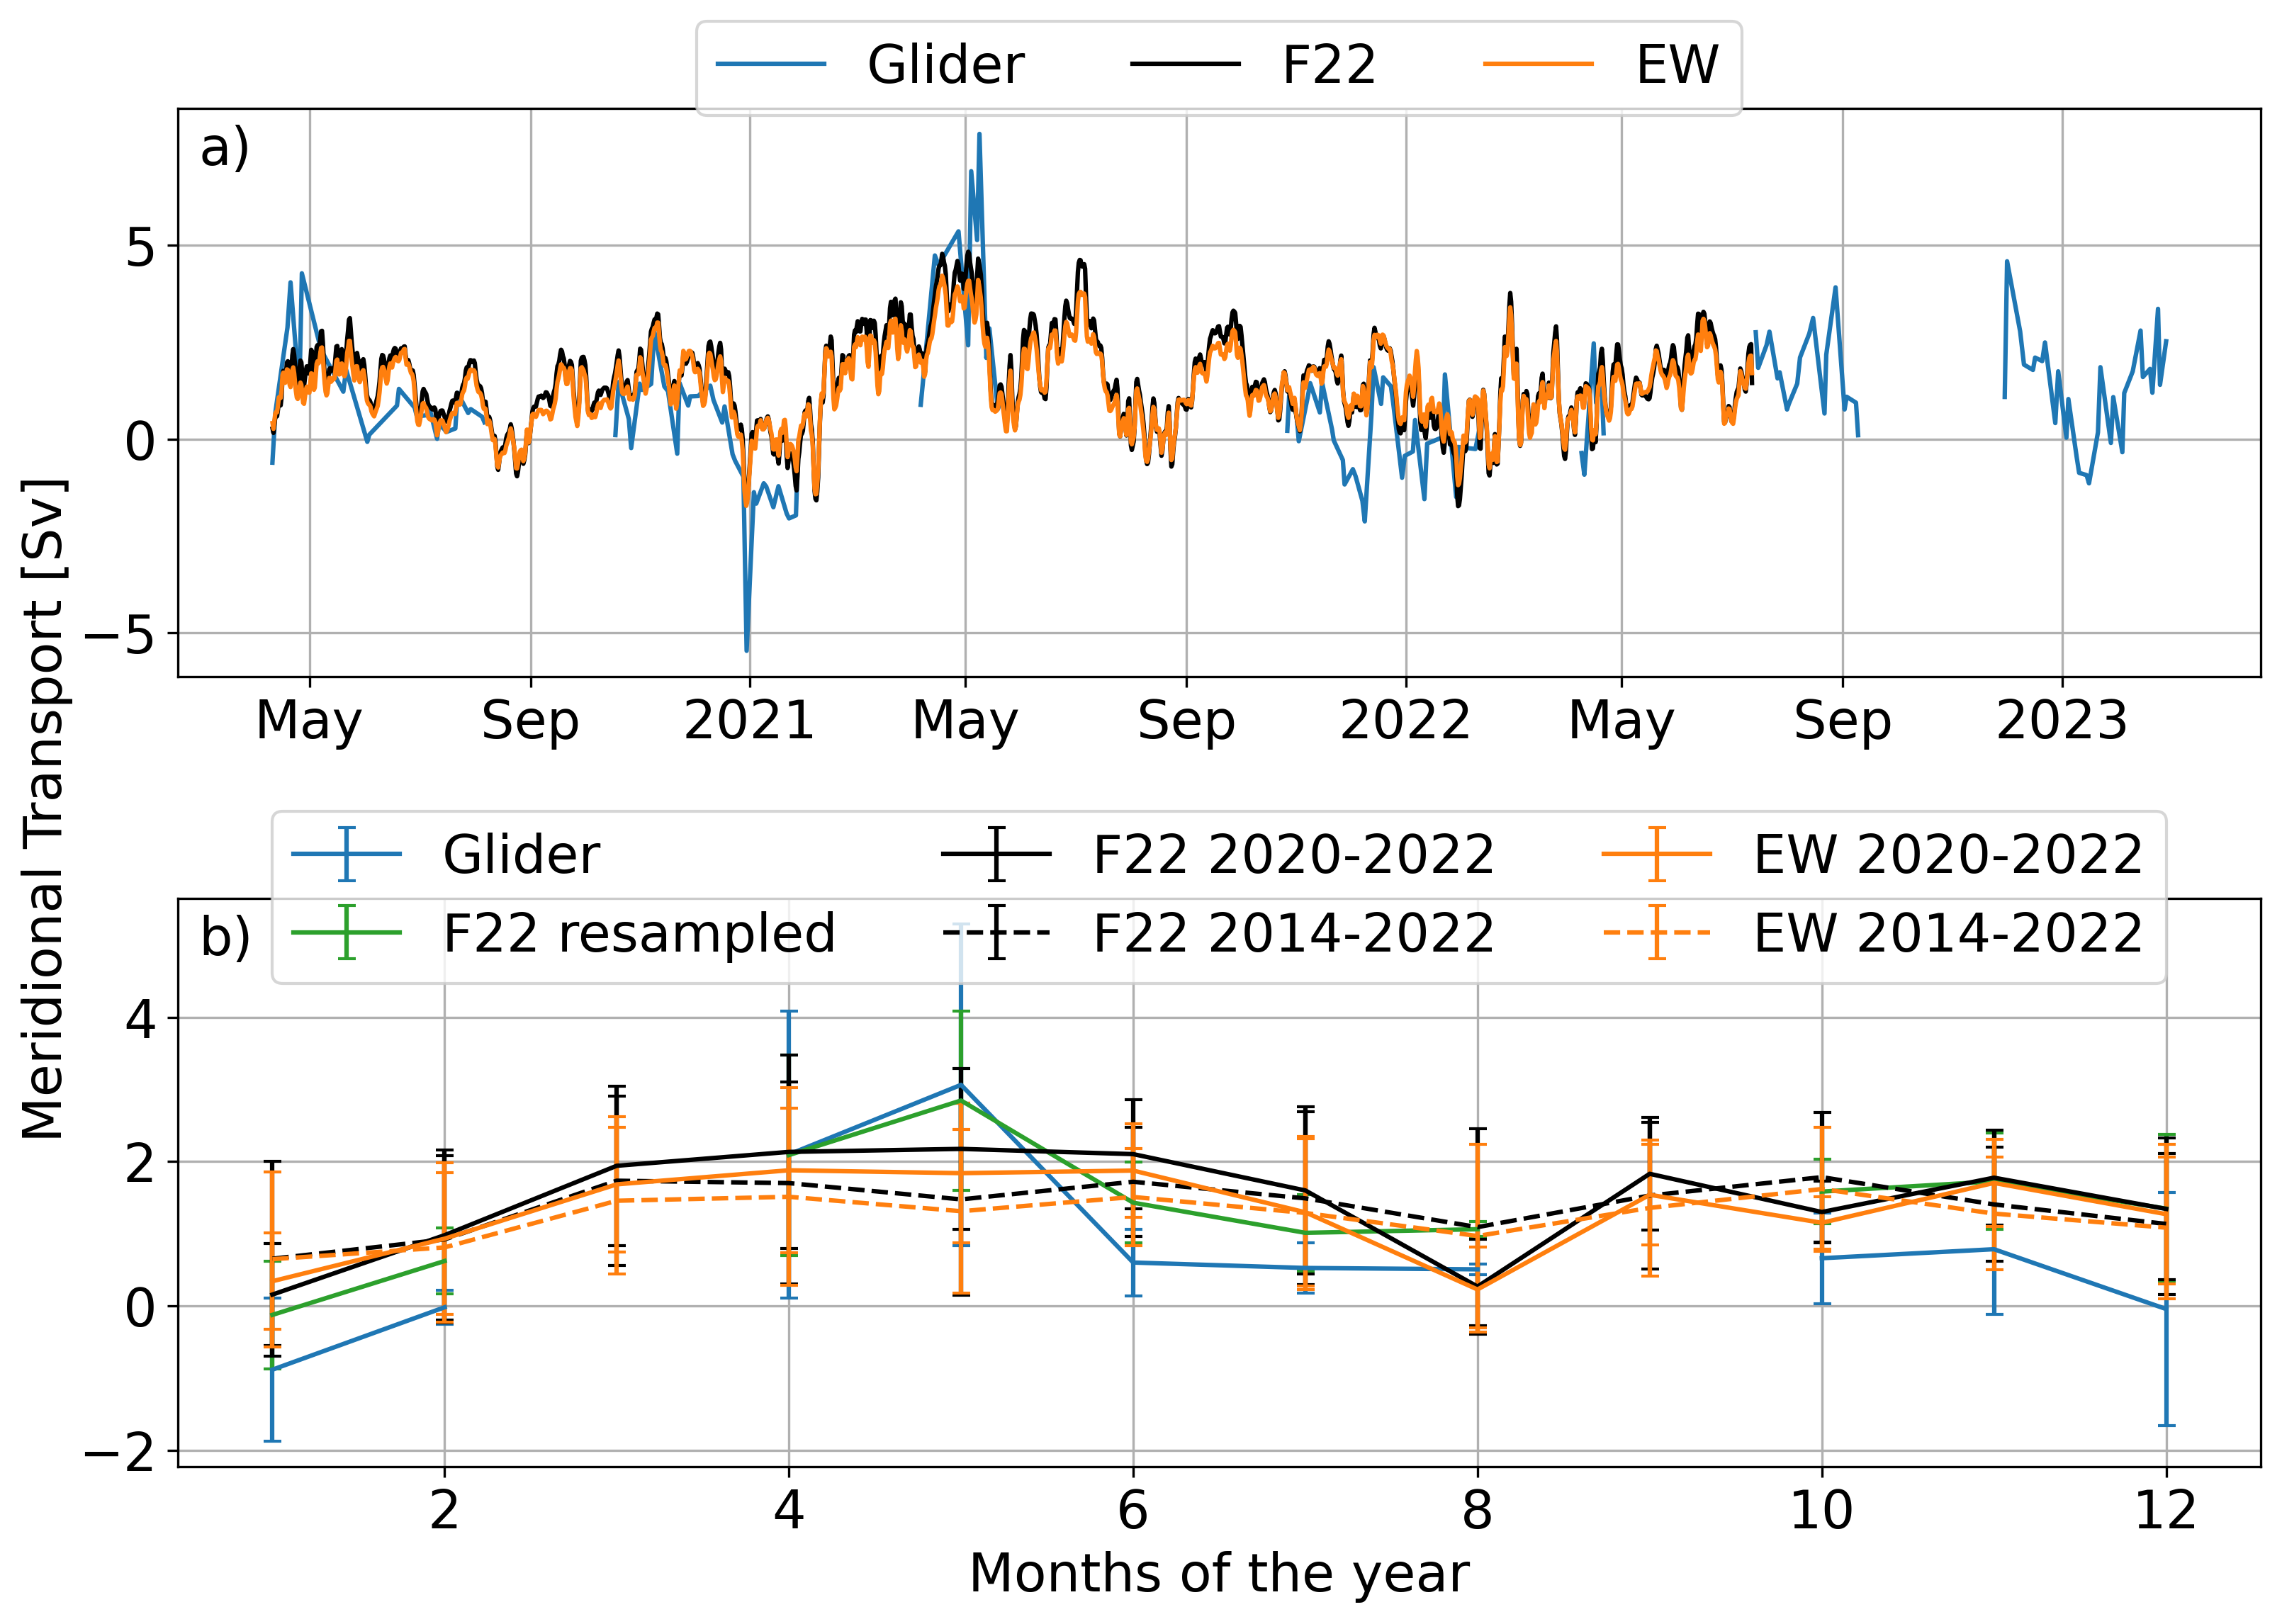 Glider F22 EW
a)
5
0
−5
May Sep 2021 May Sep 2022 May Sep 2023
Meridional Transport [Sv]
Glider F22 2020-2022 EW 2020-2022
b) F22 resampled F22 2014-2022 EW 2014-2022
4
2
0
−2
2 4 6 8 10 12
Months of the year